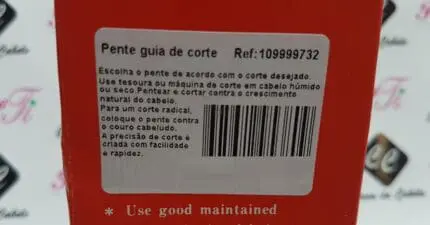 Pente guia de corte Ref:109999732
Escolha o pente de acordo com o corte desejado.
Use tesoura ou máquina de corte em cabelo húmido
ou seco.Pentear e cortar contra o crescimento
natural do cabelo.
Para um corte radical,
coloque o pente contra
o couro cabeludo.
A precisão de corte é
criada com facilidade
e rapidez.
* Use good maintained